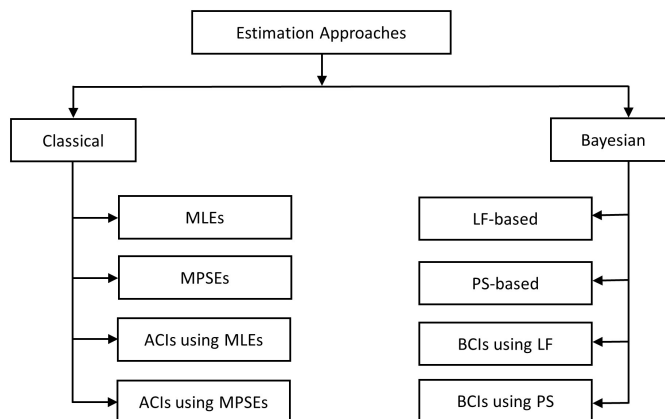 Estimation Approaches
Classical
Bayesian
MLEs
LF-based
MPSEs
PS-based
ACIs using MLEs
BCIs using LF
ACIs using MPSEs
BCIs using PS